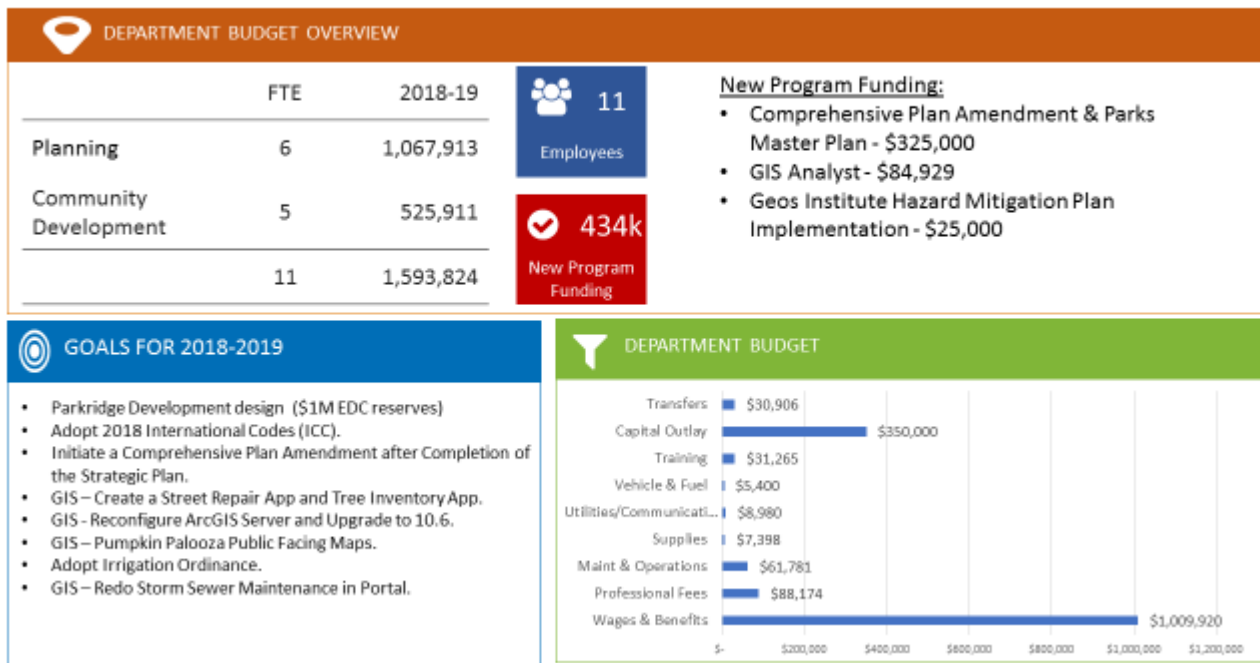 DEPARTMENT BUDGET OVERVIEW
FTE 2018-19
Planning 6 1,067,913
Community
Development 5 525,911
11 1,593,824
11
Employees
434k
New Program
Funding
New Program Funding:
• Comprehensive Plan Amendment & Parks
Master Plan - $325,000
• GIS Analyst - $84,929
• Geos Institute Hazard Mitigation Plan
Implementation - $25,000
GOALS FOR 2018-2019
• Parkridge Development design ($1M EDC reserves)
• Adopt 2018 International Codes (ICC).
• Initiate a Comprehensive Plan Amendment after Completion of
the Strategic Plan.
• GIS – Create a Street Repair App and Tree Inventory App.
• GIS - Reconfigure ArcGIS Server and Upgrade to 10.6.
• GIS – Pumpkin Palooza Public Facing Maps.
• Adopt Irrigation Ordinance.
• GIS – Redo Storm Sewer Maintenance in Portal.
DEPARTMENT BUDGET
Transfers $30,906
Capital Outlay $350,000
Training $31,265
Vehicle & Fuel $5,400
Utilities/Communicati... $8,980
Supplies $7,398
Maint & Operations $61,781
Professional Fees $88,174
Wages & Benefits $1,009,920
$- $200,000 $400,000 $600,000 $800,000 $1,000,000 $1,200,000